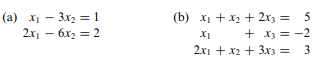 (a) x₁ − 3x₂ = 1 (b) x₁ + x₂ + 2x₃ = 5
2x₁ − 6x₂ = 2 x₁ + x₃ = −2
2x₁ + x₂ + 3x₃ = 3